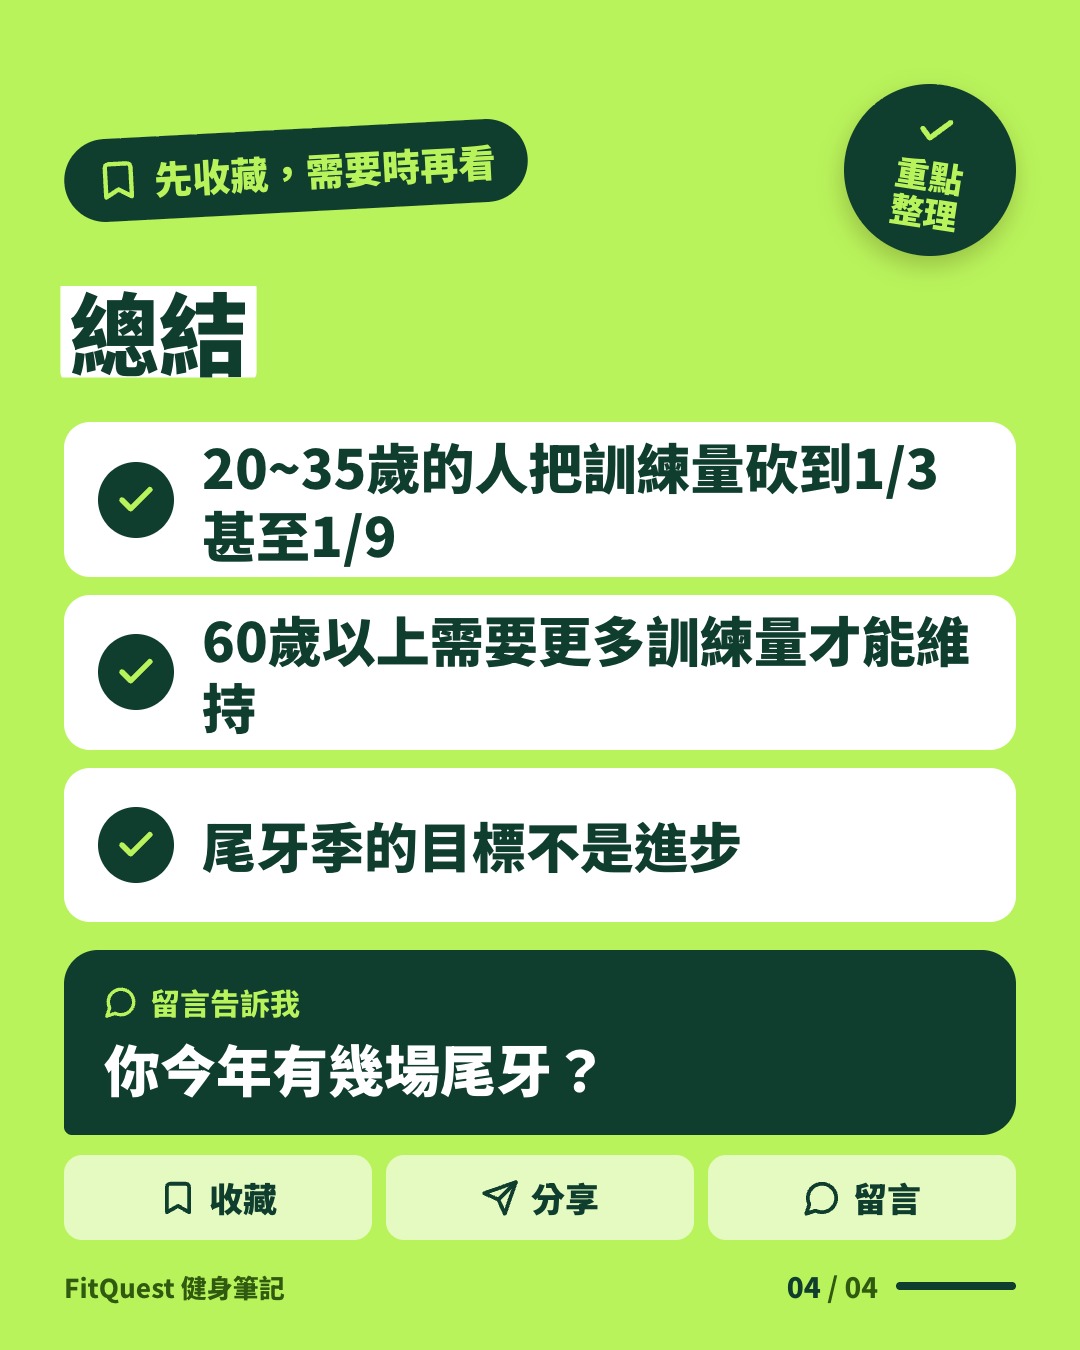 先收藏，需要時再看
重點
整理
總結
20~35歲的人把訓練量砍到1/3
甚至1/9
60歲以上需要更多訓練量才能維
持
尾牙季的目標不是進步
留言告訴我
你今年有幾場尾牙？
收藏
分享
留言
FitQuest 健身筆記
04 / 04